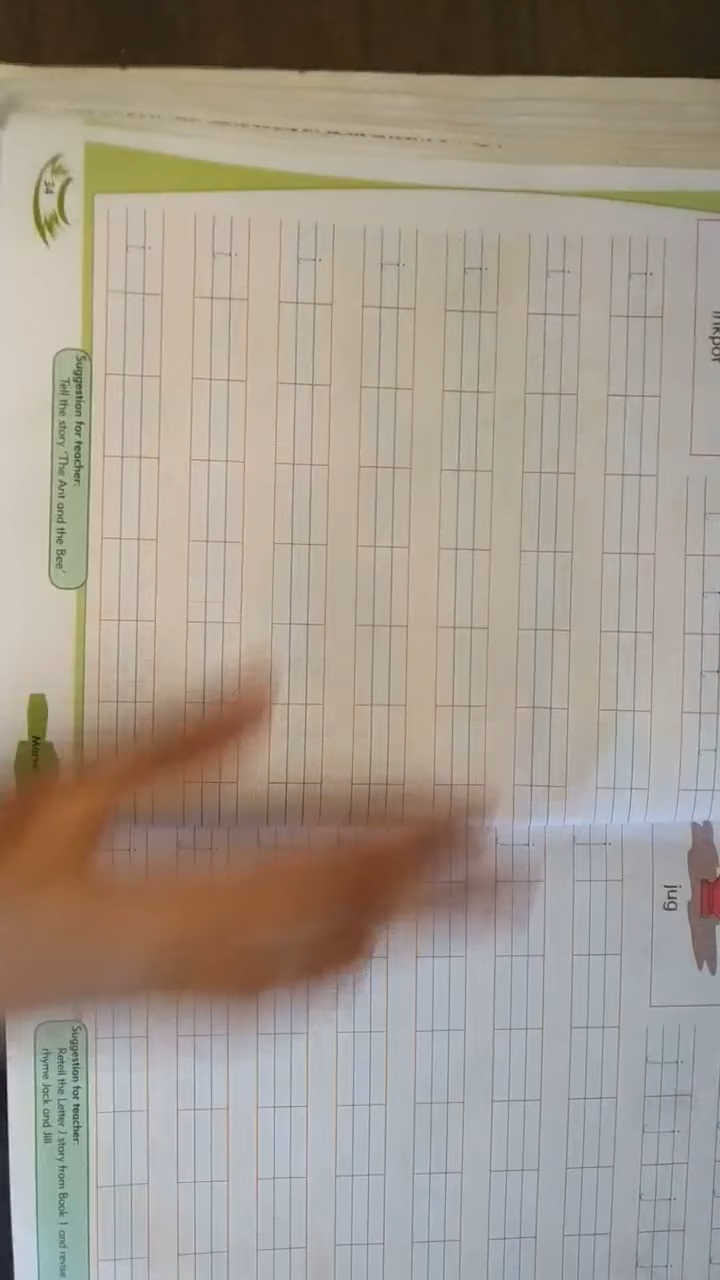 inkpot
i
i
i
i
i
i
i
34
Suggestion for teacher:
Tell the story 'The Ant and the Bee'
jug
Suggestion for teacher:
Retell the Letter J story from Book 1 and revise
rhyme Jack and Jill